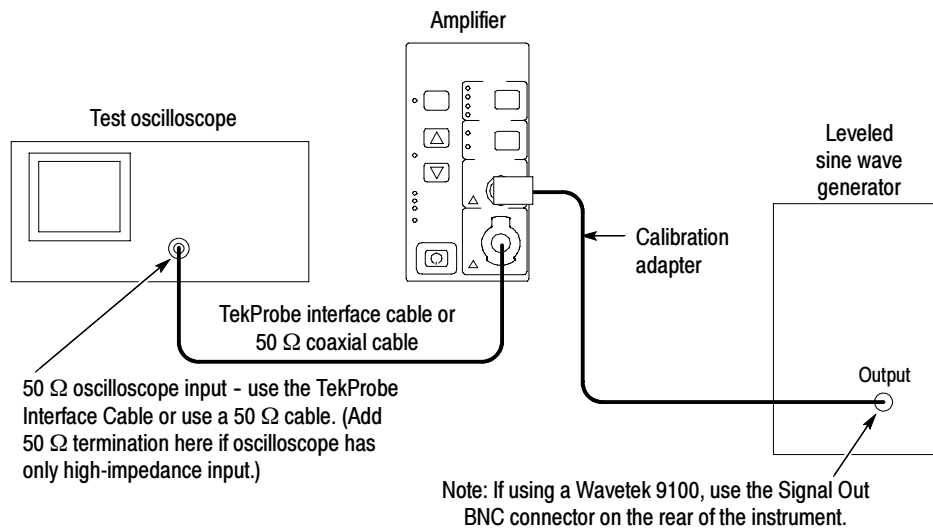 Amplifier
Test oscilloscope
Leveled
sine wave
generator
Calibration
adapter
TekProbe interface cable or
50 Ω coaxial cable
Output
50 Ω oscilloscope input - use the TekProbe
Interface Cable or use a 50 Ω cable. (Add
50 Ω termination here if oscilloscope has
only high-impedance input.)
Note: If using a Wavetek 9100, use the Signal Out
BNC connector on the rear of the instrument.